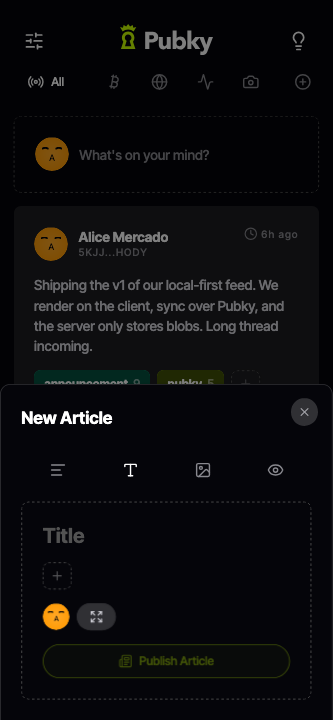 Pubky
All
What's on your mind?
Alice Mercado
6h ago
5KJJ...HODY
Shipping the v1 of our local-first feed. We
render on the client, sync over Pubky, and
the server only stores blobs. Long thread
incoming.
announcement 9 pubky 5
New Article
Title
Publish Article